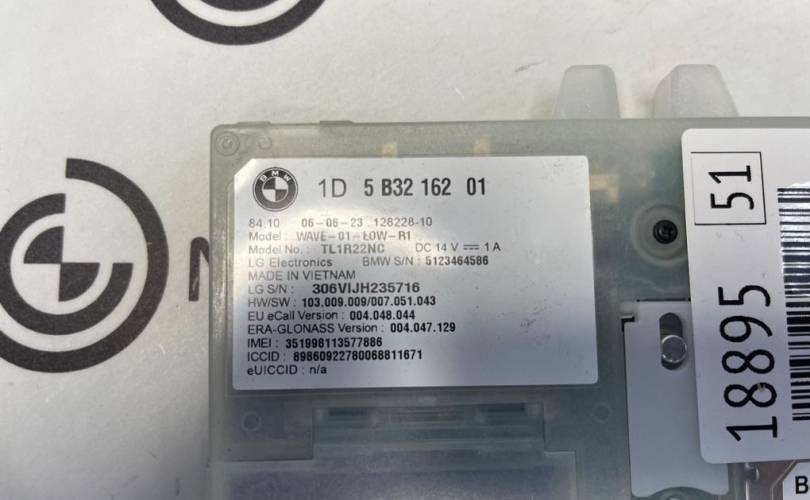 BMW
1D 5 B32 162 01
84.10 06-06-23 126228-10
Model: WAVE-01-LOW-R1
Model No.: TL1R22NC DC 14 V ⎓ 1 A
LG Electronics BMW S/N : 5123464586
MADE IN VIETNAM
LG S/N : 306VIJH235716
HW/SW : 103.009.009/007.051.043
EU eCall Version : 004.048.044
ERA-GLONASS Version : 004.047.129
IMEI : 351998113577886
ICCID : 89860922780068811671
eUICCID : n/a
51
18895